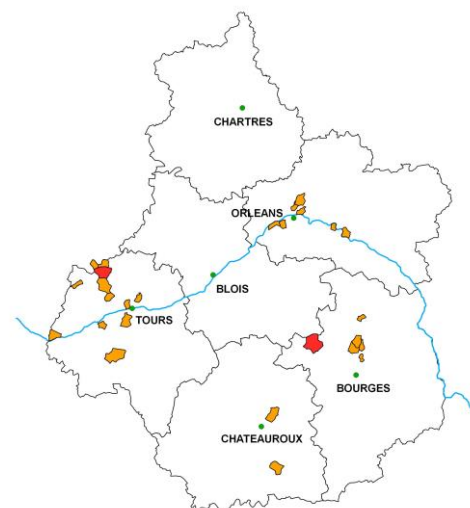 CHARTRES
ORLEANS
BLOIS
TOURS
BOURGES
CHATEAUROUX